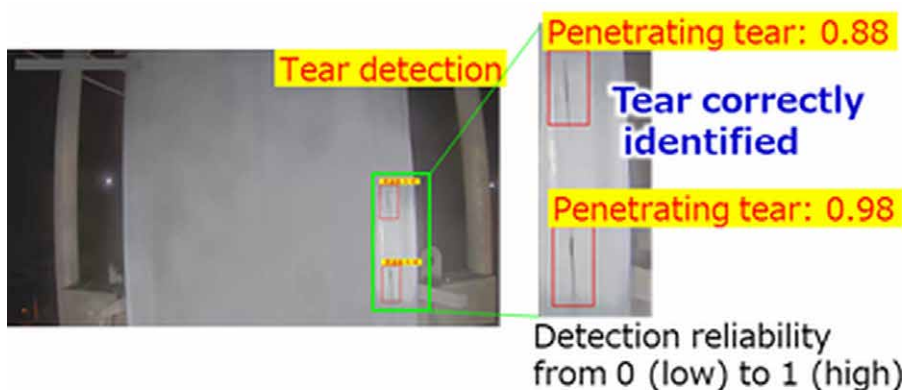 Tear detection
Penetrating tear: 0.88
Tear correctly
identified
Penetrating tear: 0.98
Detection reliability
from 0 (low) to 1 (high)